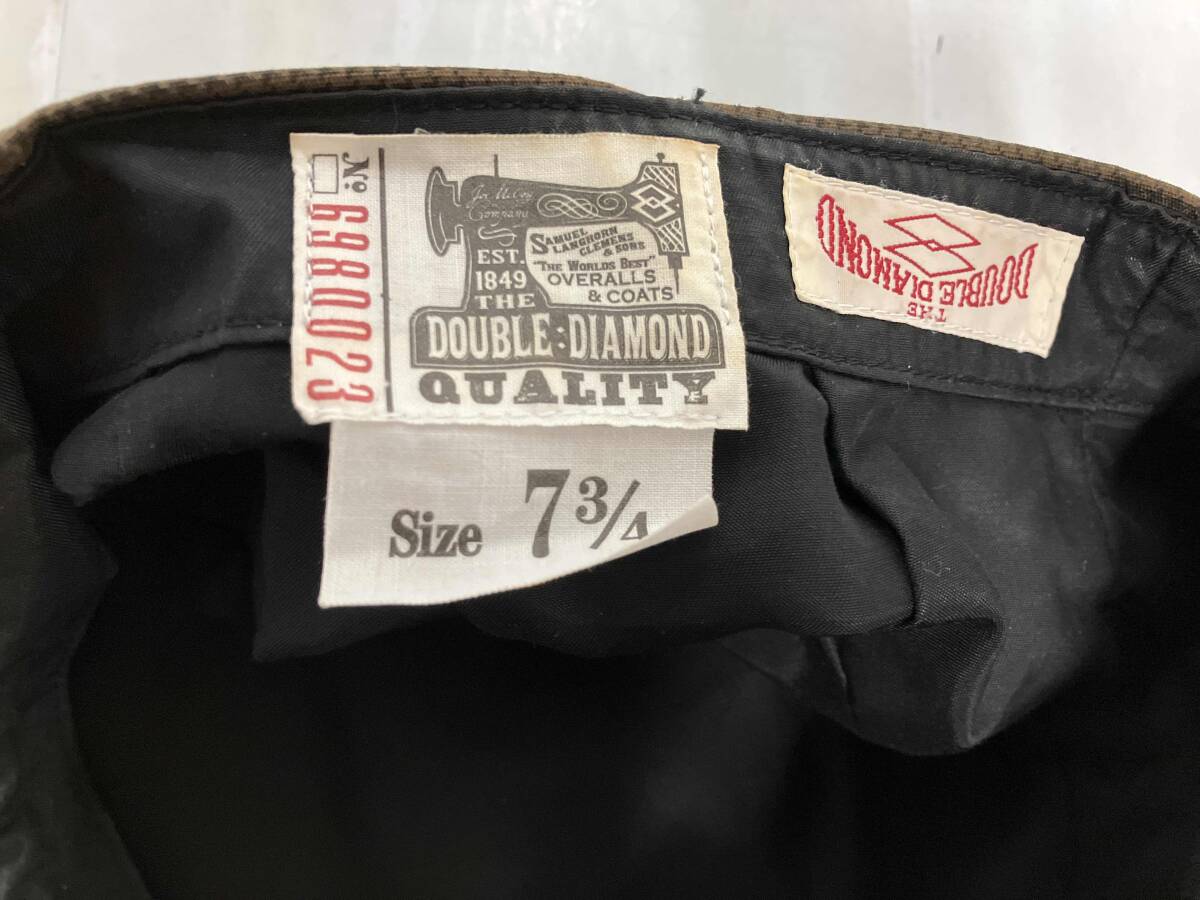 No. 6980023
Joe McCoy
Company
SAMUEL
LANGHORN
CLEMENS
& SONS
"THE WORLDS BEST"
OVERALLS
& COATS
EST.
1849
THE
DOUBLE:DIAMOND
QUALITY
Size 7 3/4
THE
DOUBLE DIAMOND